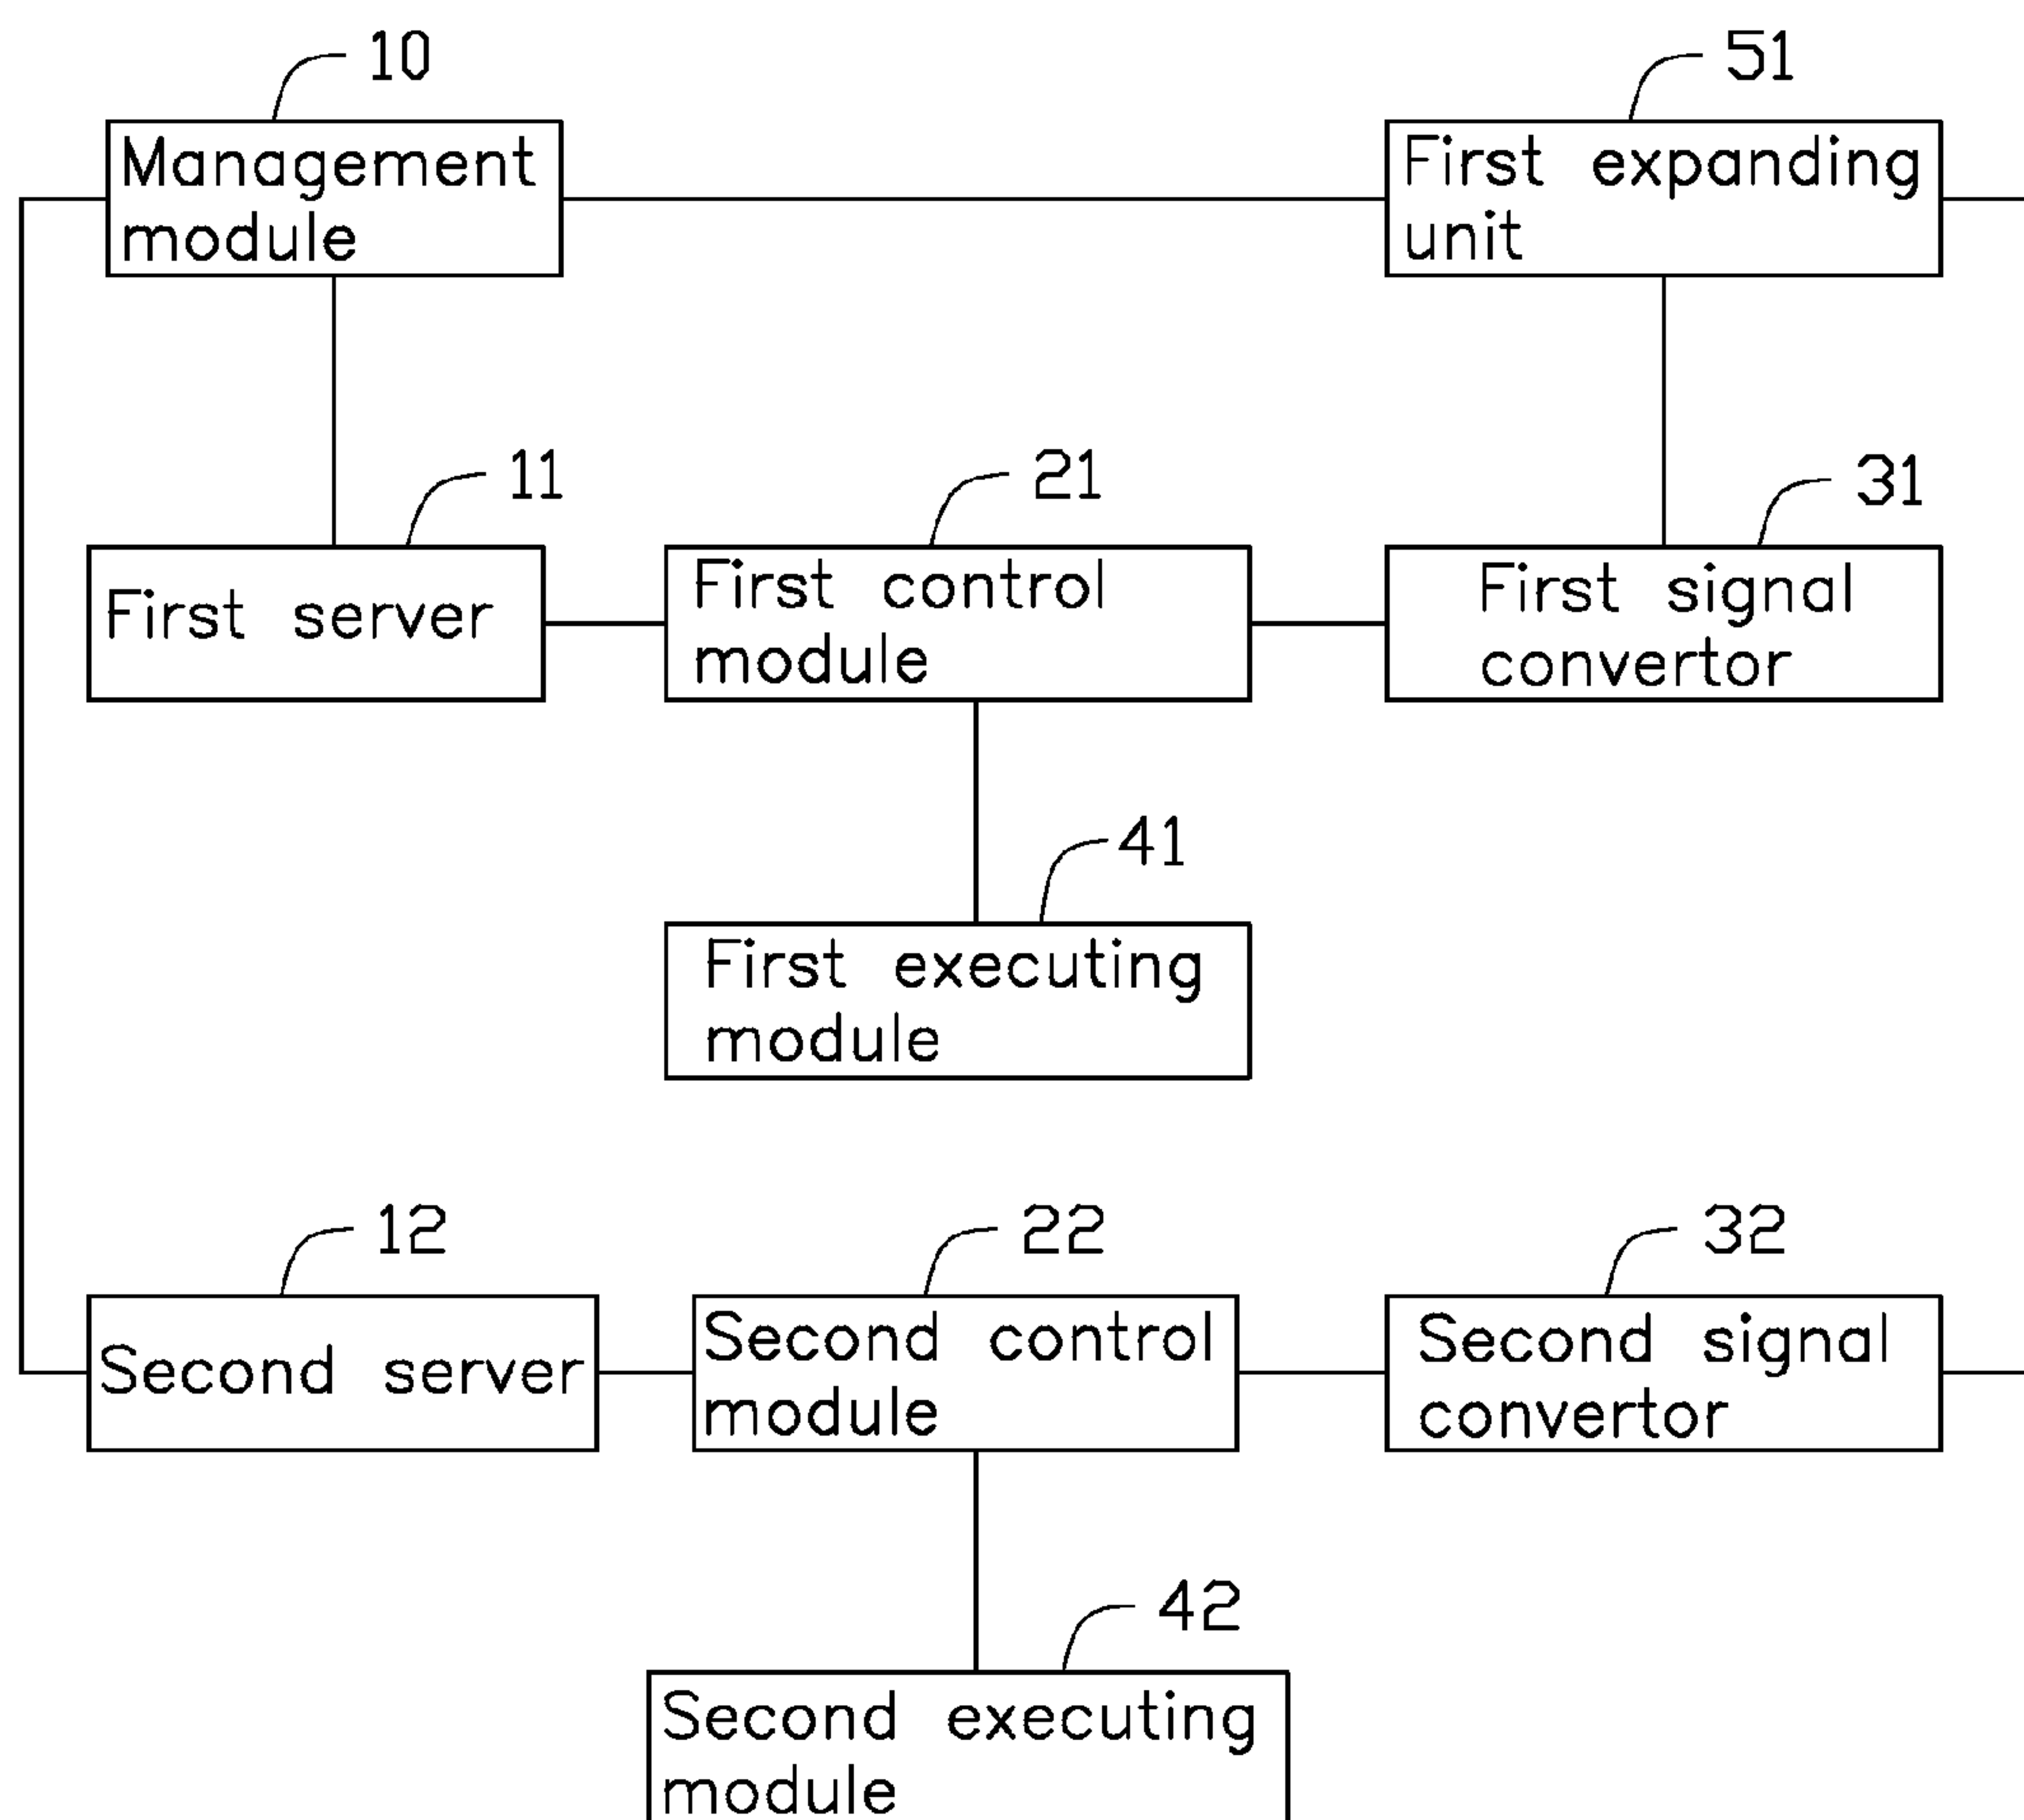 10
51
Management
module
First expanding
unit
11
21
31
First server
First control
module
First signal
convertor
41
First executing
module
12
22
32
Second server
Second control
module
Second signal
convertor
42
Second executing
module